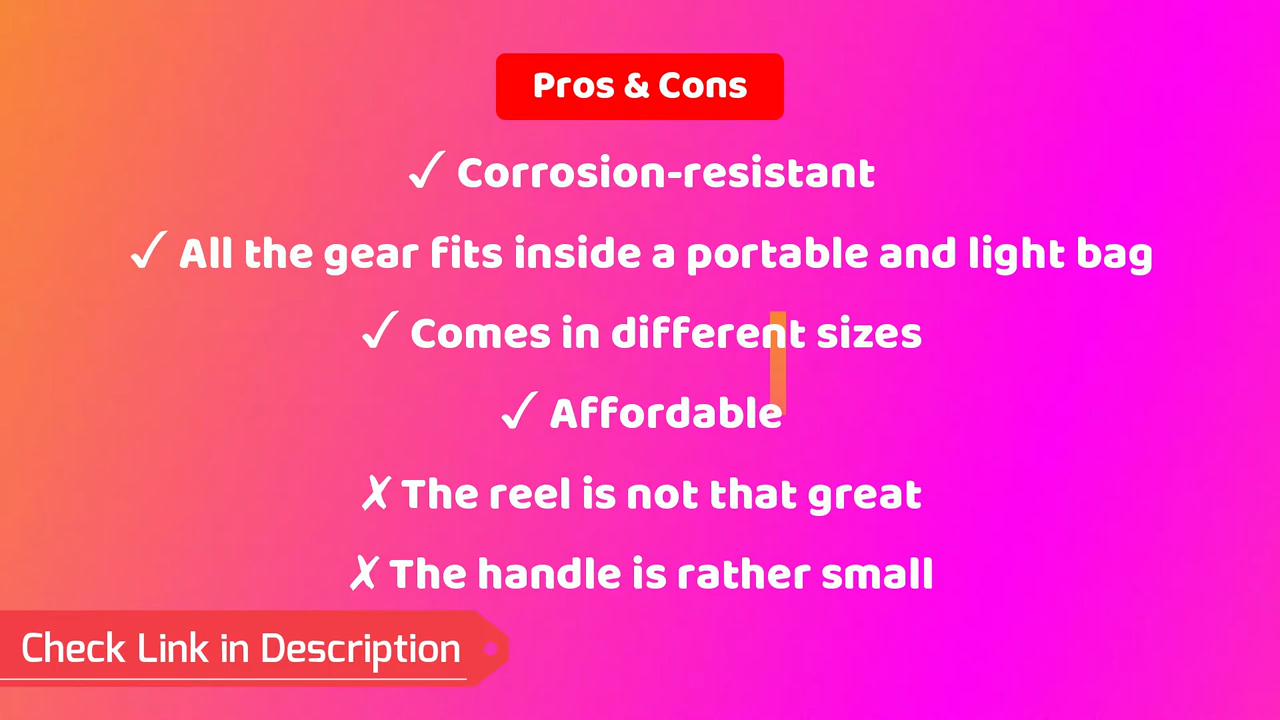 Pros & Cons
✓ Corrosion-resistant
✓ All the gear fits inside a portable and light bag
✓ Comes in different sizes
✓ Affordable
✗ The reel is not that great
✗ The handle is rather small
Check Link in Description